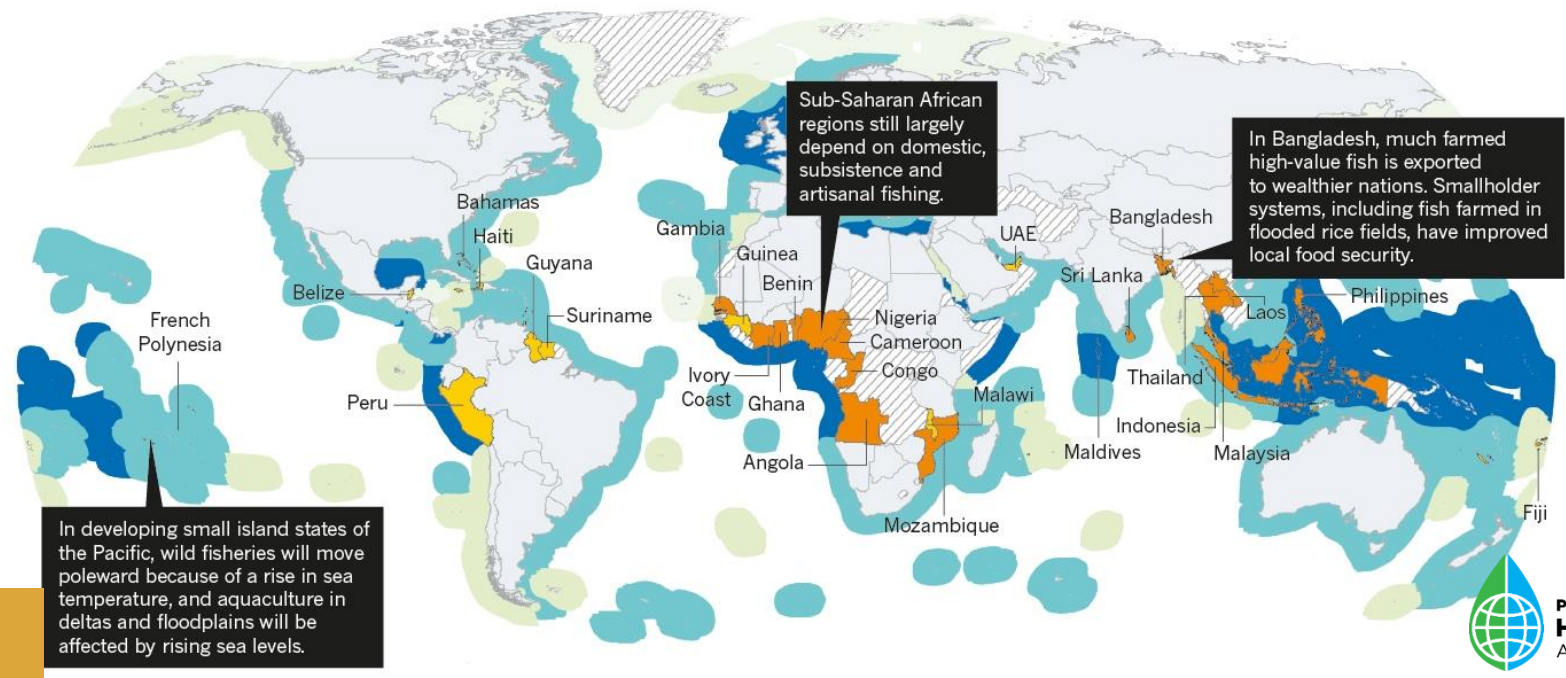 Sub-Saharan African
regions still largely
depend on domestic,
subsistence and
artisanal fishing.
In Bangladesh, much farmed
high-value fish is exported
to wealthier nations. Smallholder
systems, including fish farmed in
flooded rice fields, have improved
local food security.
Bahamas
Haiti
Guyana
Belize
Suriname
French
Polynesia
Peru
Gambia
Guinea
Benin
Nigeria
Cameroon
Congo
Ivory
Coast
Ghana
Malawi
Angola
Mozambique
UAE
Bangladesh
Sri Lanka
Philippines
Laos
Thailand
Indonesia
Maldives
Malaysia
Fiji
In developing small island states of
the Pacific, wild fisheries will move
poleward because of a rise in sea
temperature, and aquaculture in
deltas and floodplains will be
affected by rising sea levels.